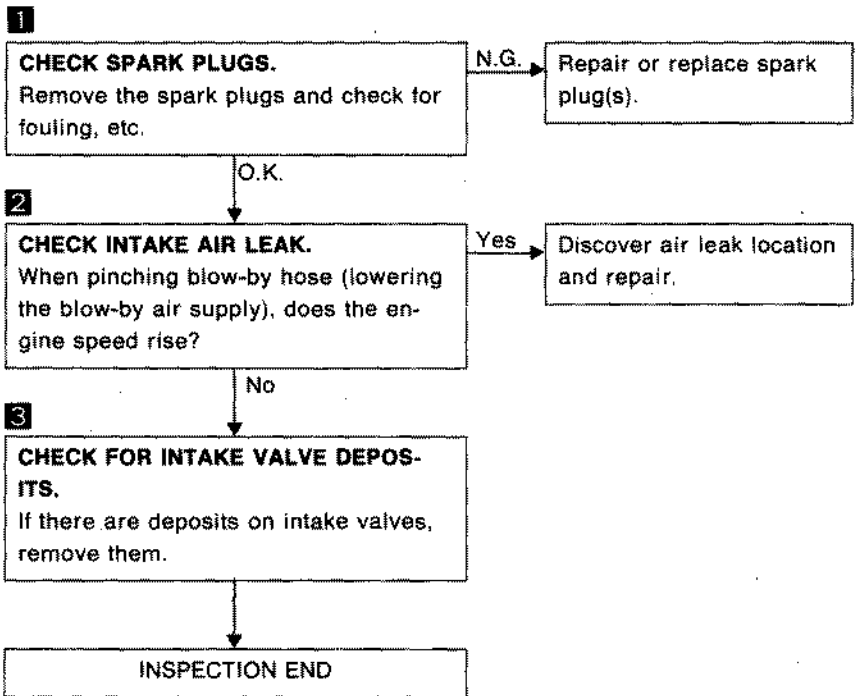 1
CHECK SPARK PLUGS.
Remove the spark plugs and check for
fouling, etc.
N.G.
Repair or replace spark
plug(s).
O.K.
2
CHECK INTAKE AIR LEAK.
When pinching blow-by hose (lowering
the blow-by air supply), does the en-
gine speed rise?
Yes
Discover air leak location
and repair.
No
3
CHECK FOR INTAKE VALVE DEPOS-
ITS.
If there are deposits on intake valves,
remove them.
INSPECTION END